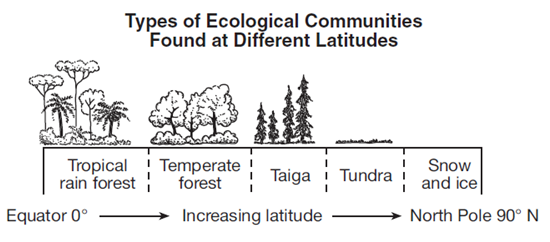 Types of Ecological Communities
Found at Different Latitudes
Tropical
rain forest
Temperate
forest
Taiga
Tundra
Snow
and ice
Equator 0°
Increasing latitude
North Pole 90° N